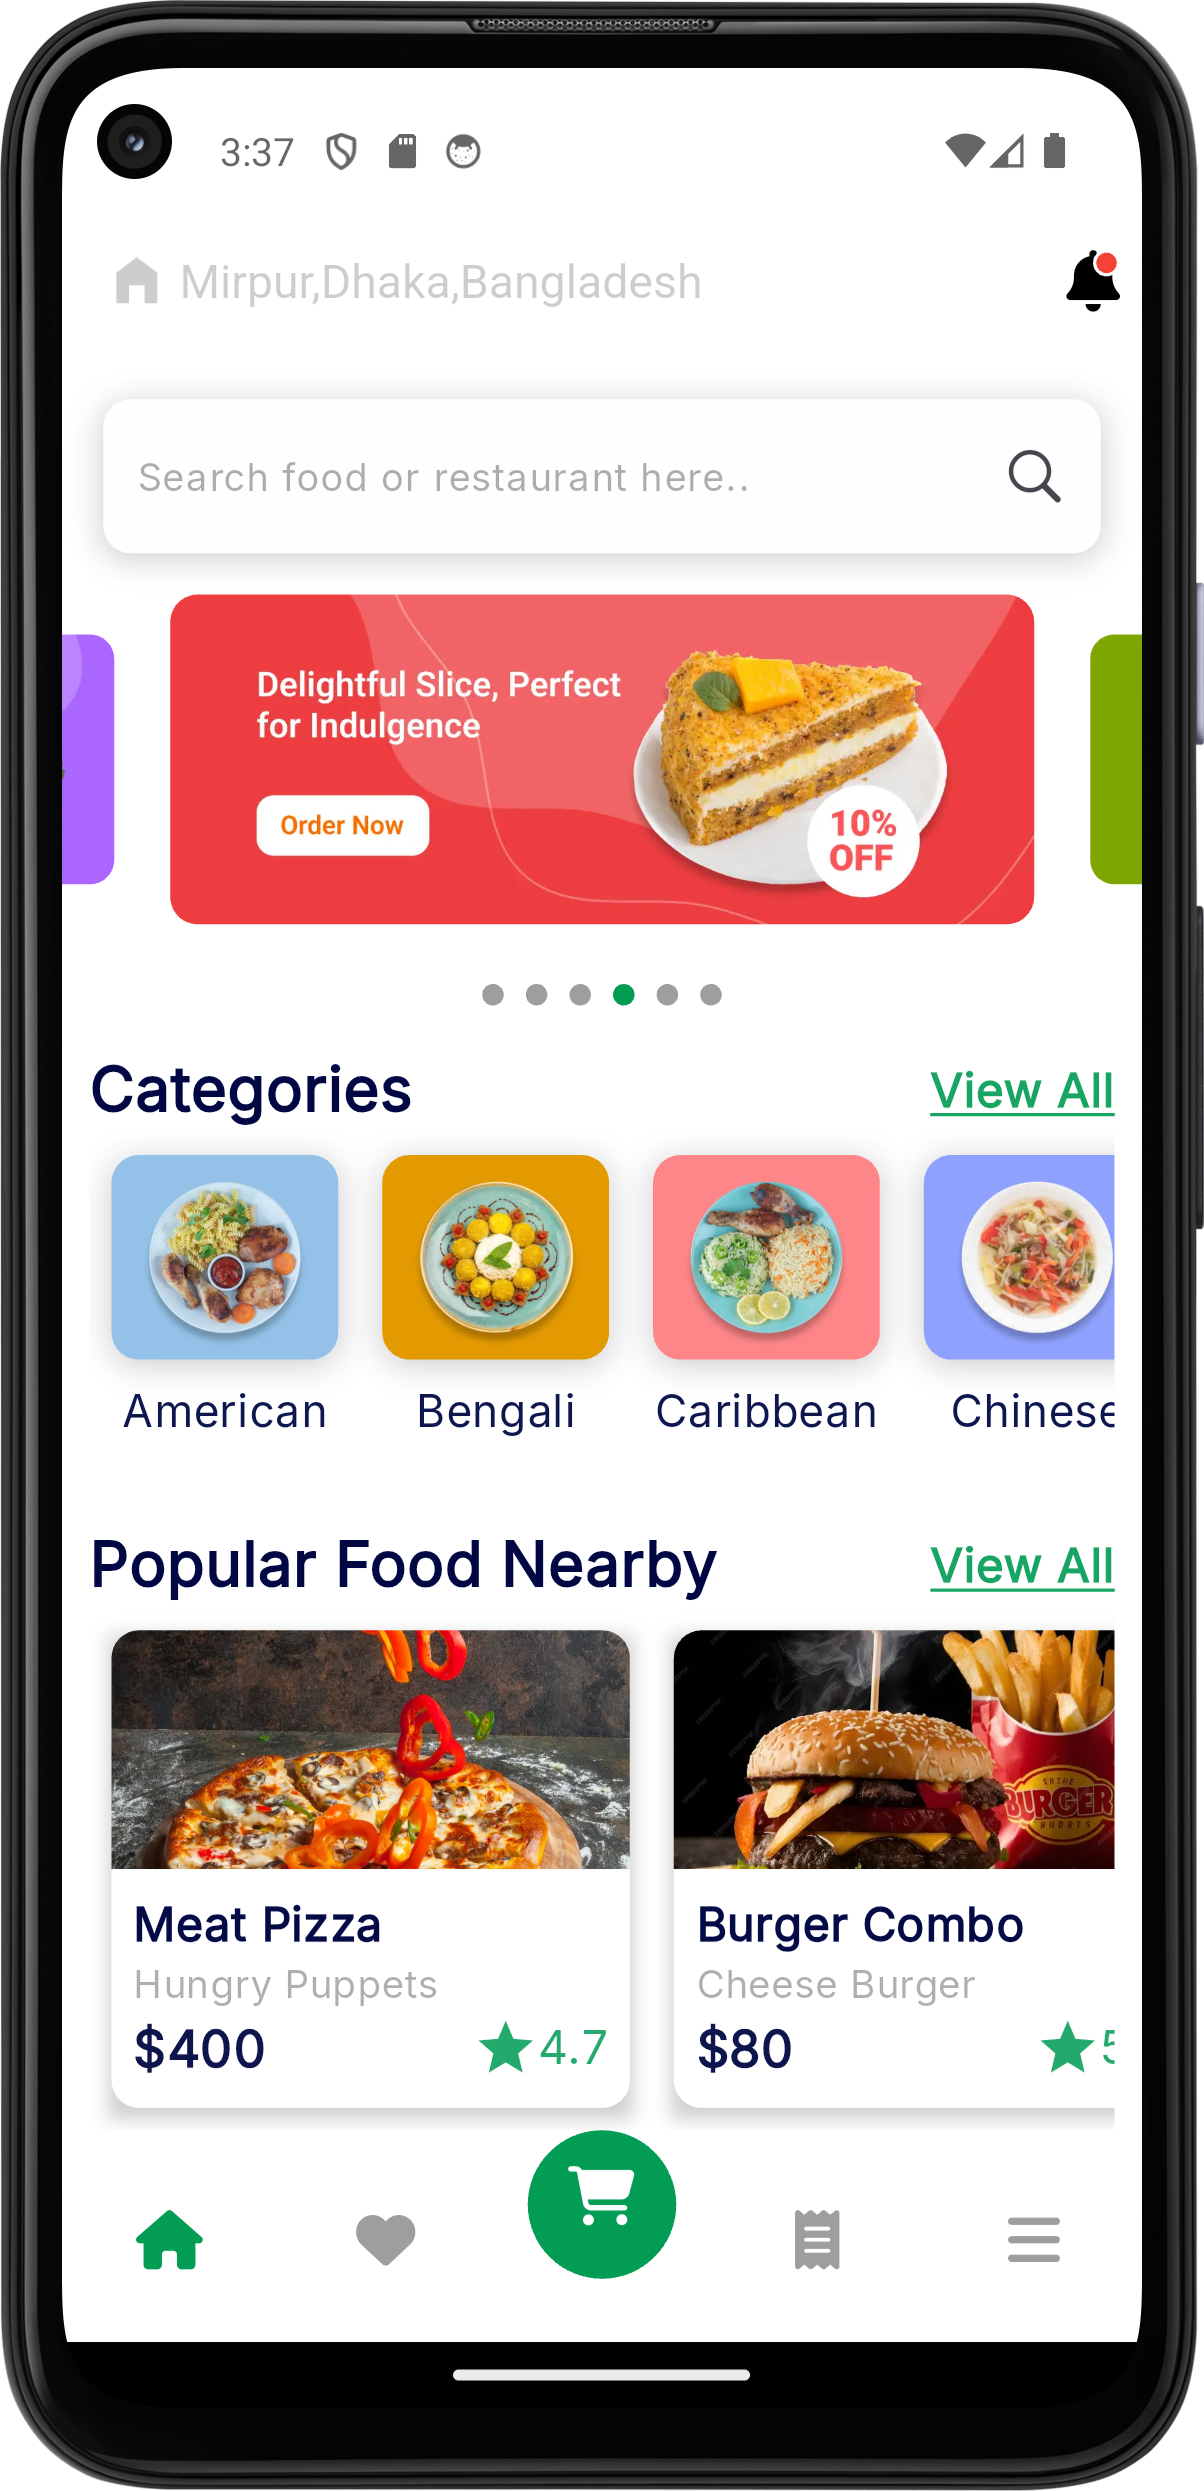 3:37
Mirpur,Dhaka,Bangladesh
Search food or restaurant here..
Delightful Slice, Perfect
for Indulgence
Order Now
10%
OFF
Categories
View All
American
Bengali
Caribbean
Chinese
Popular Food Nearby
View All
BURGER
Meat Pizza
Burger Combo
Hungry Puppets
Cheese Burger
$400
4.7
$80